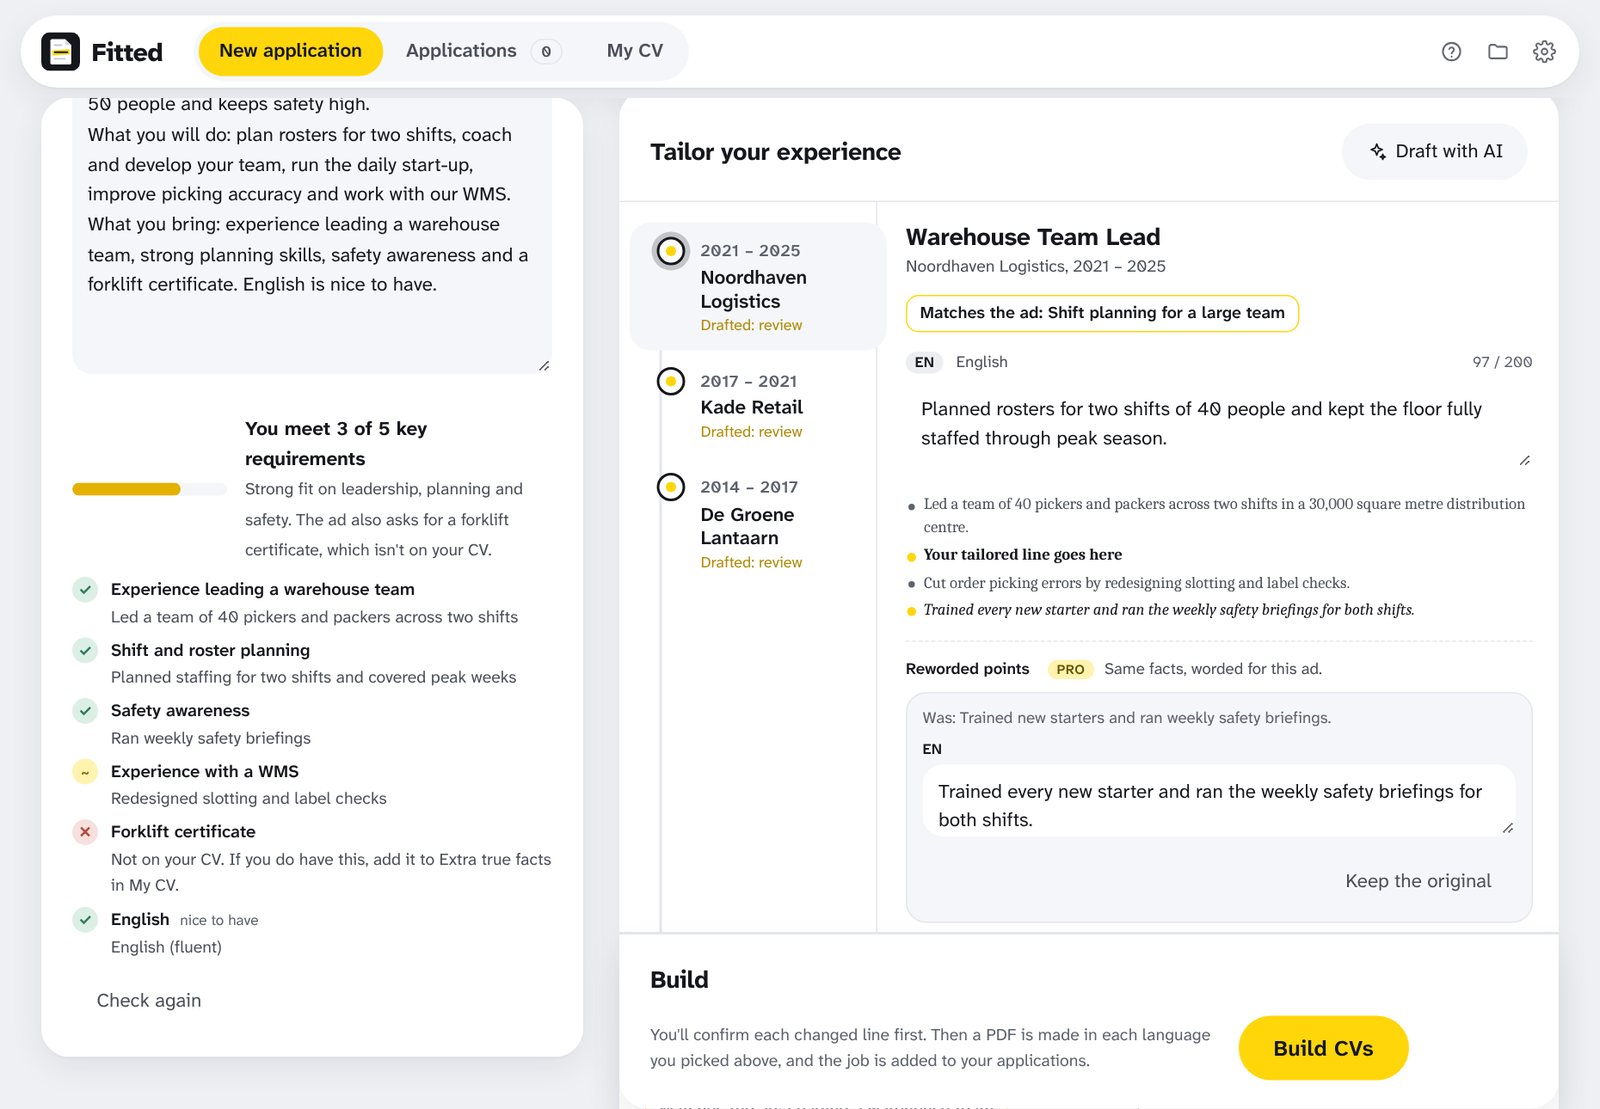 Fitted
New application
Applications 0
My CV
50 people and keeps safety high.
What you will do: plan rosters for two shifts, coach
and develop your team, run the daily start-up,
improve picking accuracy and work with our WMS.
What you bring: experience leading a warehouse
team, strong planning skills, safety awareness and a
forklift certificate. English is nice to have.
You meet 3 of 5 key
requirements
Strong fit on leadership, planning and
safety. The ad also asks for a forklift
certificate, which isn't on your CV.
Experience leading a warehouse team
Led a team of 40 pickers and packers across two shifts
Shift and roster planning
Planned staffing for two shifts and covered peak weeks
Safety awareness
Ran weekly safety briefings
~ Experience with a WMS
Redesigned slotting and label checks
Forklift certificate
Not on your CV. If you do have this, add it to Extra true facts
in My CV.
English nice to have
English (fluent)
Check again
Tailor your experience
Draft with AI
2021 – 2025
Noordhaven
Logistics
Drafted: review
2017 – 2021
Kade Retail
Drafted: review
2014 – 2017
De Groene
Lantaarn
Drafted: review
Warehouse Team Lead
Noordhaven Logistics, 2021 – 2025
Matches the ad: Shift planning for a large team
EN English 97 / 200
Planned rosters for two shifts of 40 people and kept the floor fully
staffed through peak season.
Led a team of 40 pickers and packers across two shifts in a 30,000 square metre distribution
centre.
Your tailored line goes here
Cut order picking errors by redesigning slotting and label checks.
Trained every new starter and ran the weekly safety briefings for both shifts.
Reworded points PRO Same facts, worded for this ad.
Was: Trained new starters and ran weekly safety briefings.
EN
Trained every new starter and ran the weekly safety briefings for
both shifts.
Keep the original
Build
You'll confirm each changed line first. Then a PDF is made in each language
you picked above, and the job is added to your applications.
Build CVs